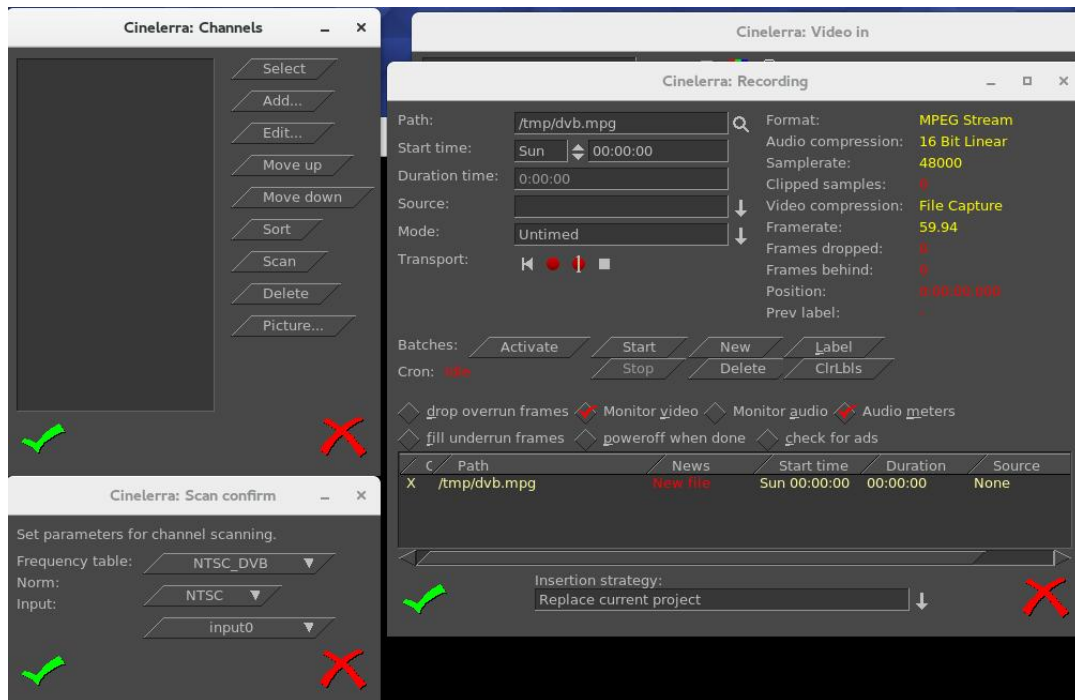 Cinelerra: Channels
Select
Add...
Edit...
Move up
Move down
Sort
Scan
Delete
Picture...
Cinelerra: Scan confirm
Set parameters for channel scanning.
Frequency table: NTSC_DVB
Norm: NTSC
Input: input0
Cinelerra: Video in
Cinelerra: Recording
Path: /tmp/dvb.mpg
Start time: Sun 00:00:00
Duration time: 0:00:00
Source:
Mode: Untimed
Transport:
Format: MPEG Stream
Audio compression: 16 Bit Linear
Samplerate: 48000
Clipped samples: 0
Video compression: File Capture
Framerate: 59.94
Frames dropped: 0
Frames behind: 0
Position: 0:00:00.000
Prev label: -
Batches: Activate Start New Label
Cron: Idle Stop Delete ClrLbls
drop overrun frames Monitor video Monitor audio Audio meters
fill underrun frames poweroff when done check for ads
C Path News Start time Duration Source
X /tmp/dvb.mpg New file Sun 00:00:00 00:00:00 None
Insertion strategy:
Replace current project